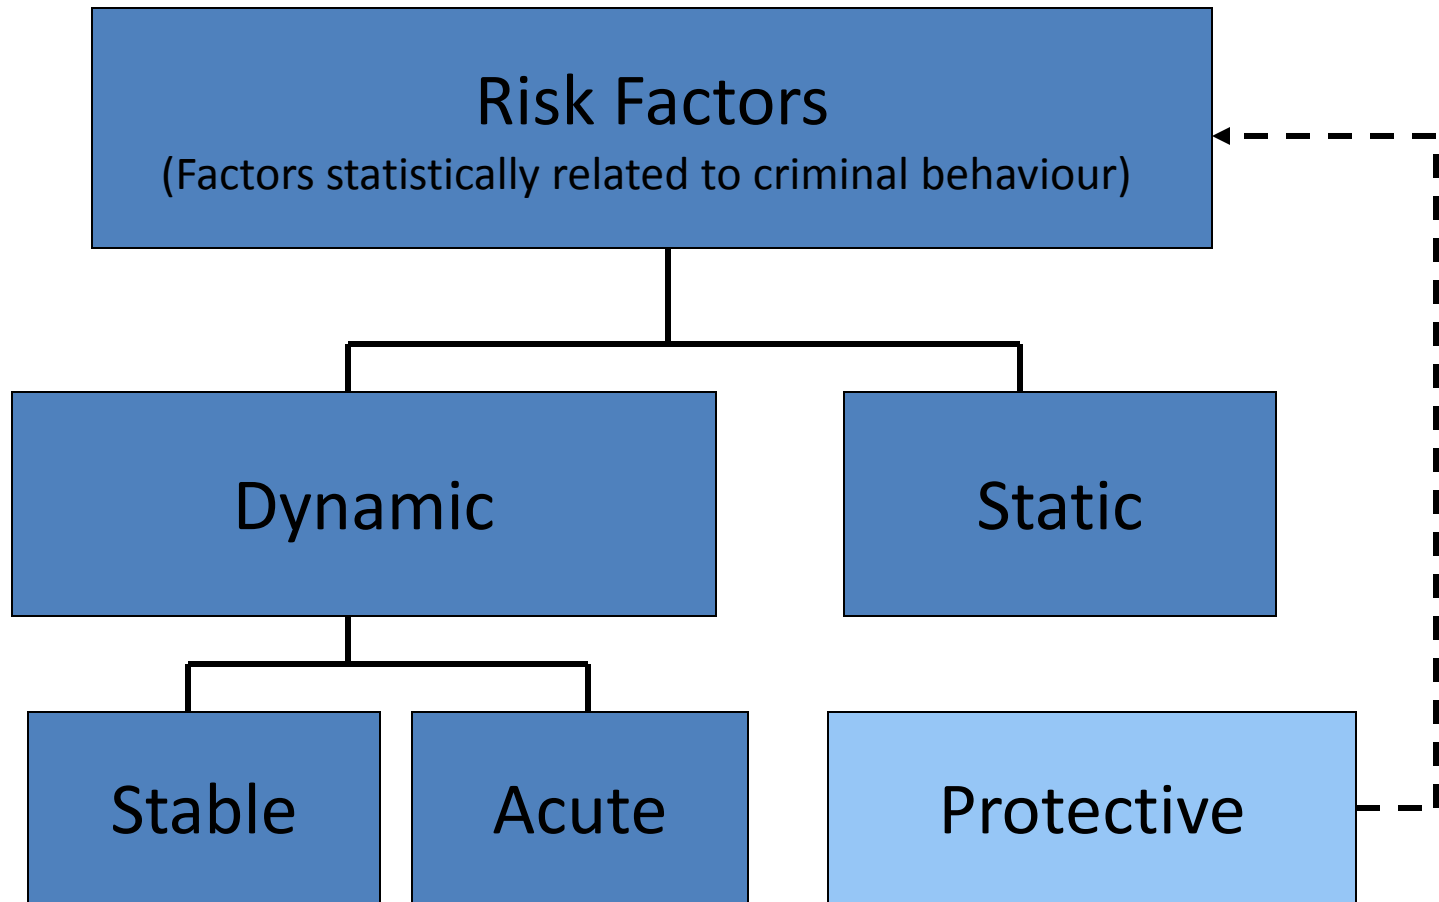 Risk Factors
(Factors statistically related to criminal behaviour)
Dynamic
Static
Stable
Acute
Protective